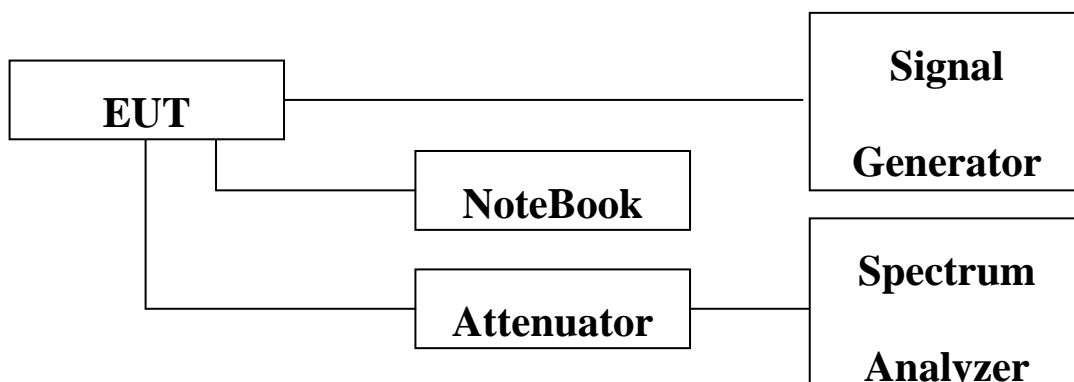 Signal
EUT
Generator
NoteBook
Spectrum
Attenuator
Analyzer